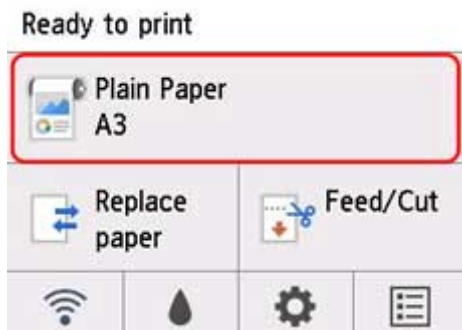 Ready to print
Plain Paper
A3
Replace
paper
Feed/Cut